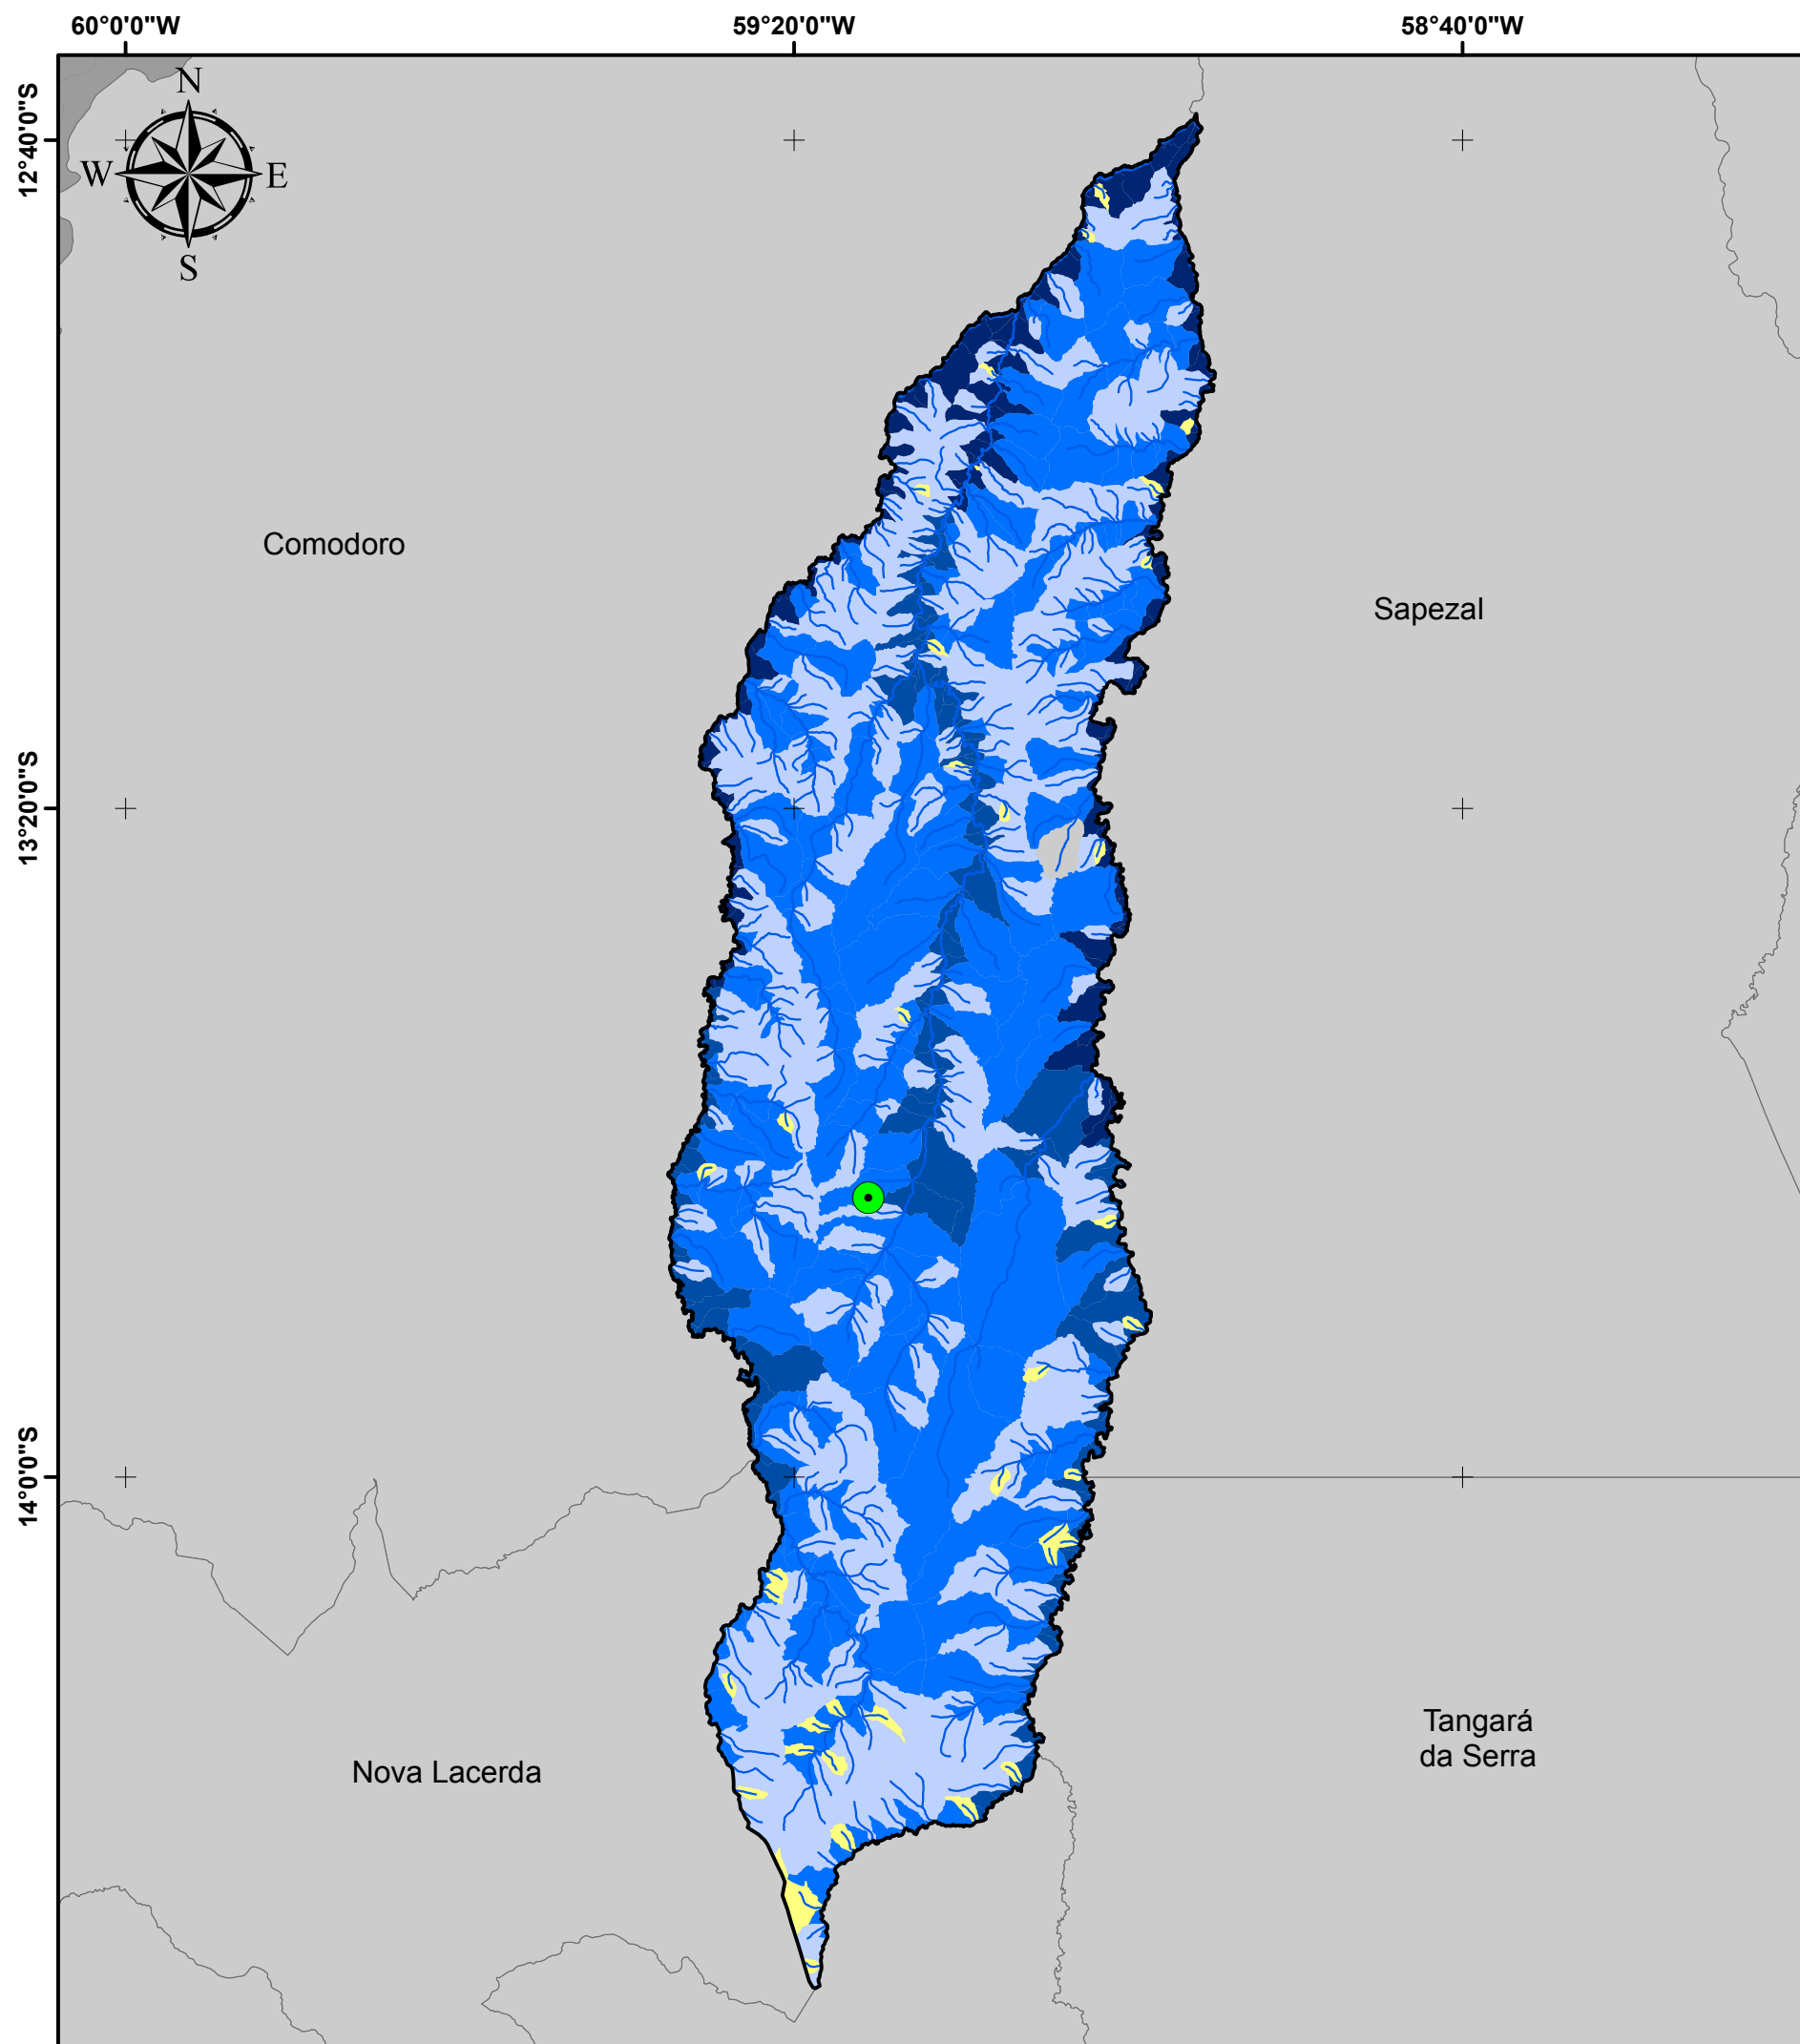 60°0'0"W
59°20'0"W
58°40'0"W
12°40'0"S
13°20'0"S
14°0'0"S
N
W
E
S
Comodoro
Sapezal
Nova Lacerda
Tangará
da Serra